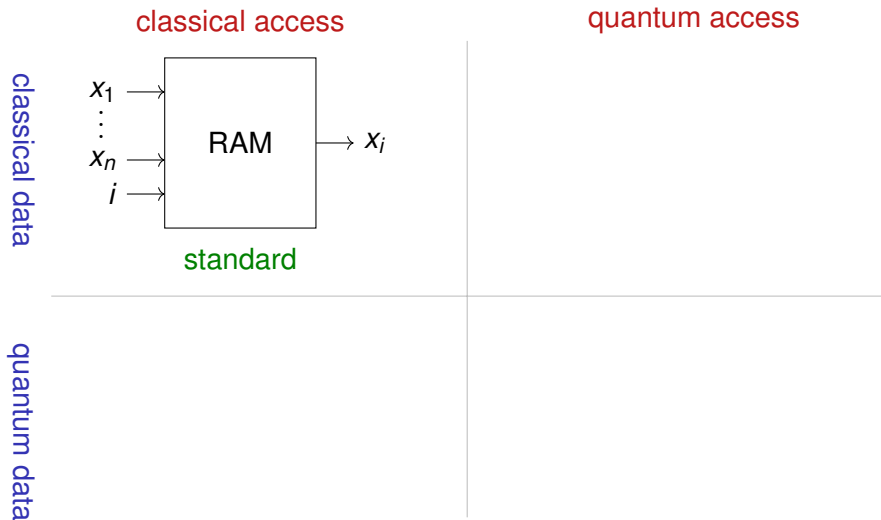 classical access
quantum access
classical data
x₁
⋮
xₙ
i
RAM
xᵢ
standard
quantum data